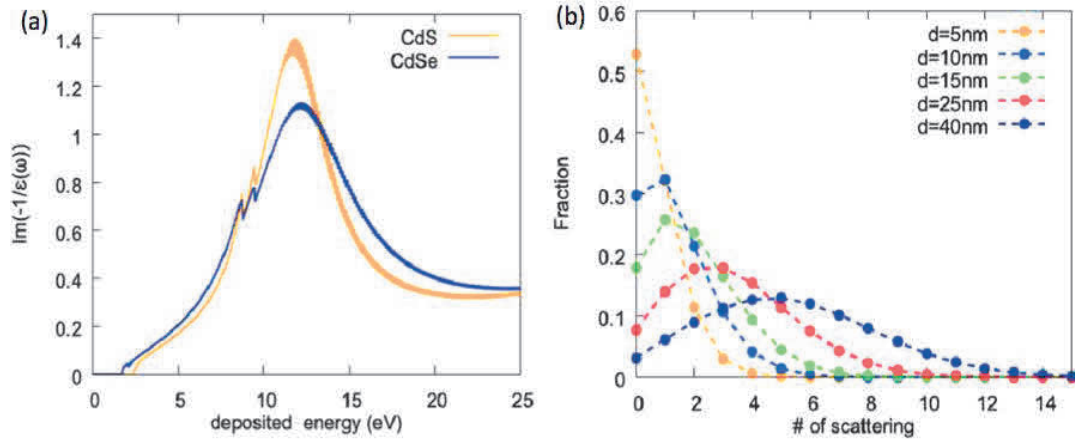 (a)
1.4
1.2
1
0.8
0.6
0.4
0.2
0
Im(-1/ε(ω))
CdS
CdSe
0 5 10 15 20 25
deposited energy (eV)
(b)
0.6
0.5
0.4
0.3
0.2
0.1
0
Fraction
d=5nm
d=10nm
d=15nm
d=25nm
d=40nm
0 2 4 6 8 10 12 14
# of scattering